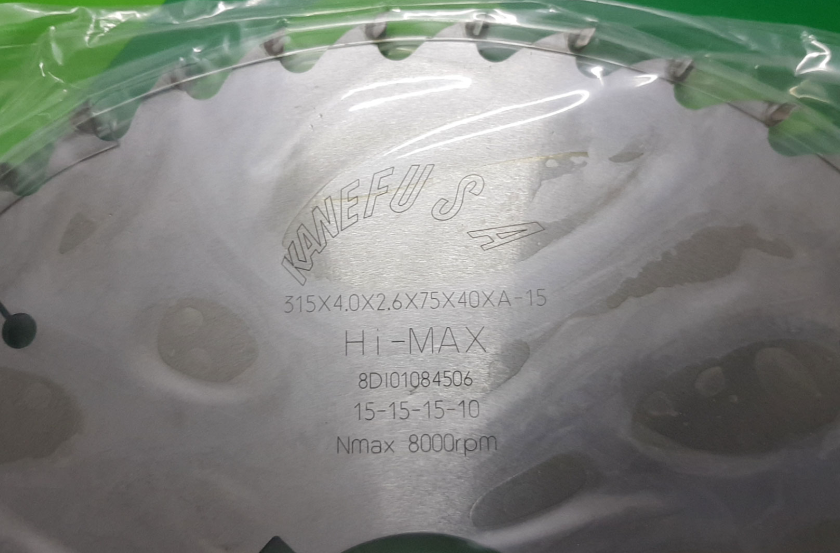 KANEFUSA
315X4.0X2.6X75X40XA-15
Hi-MAX
8DI01084506
15-15-15-10
Nmax 8000rpm